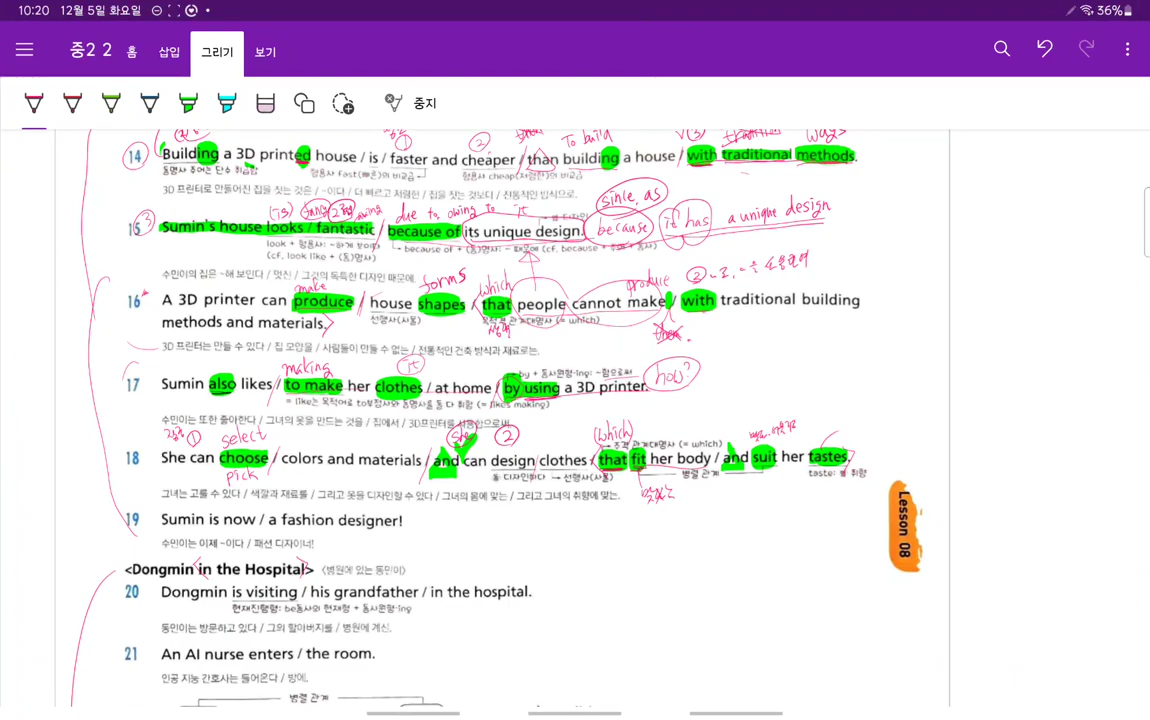 10:20 12월 5일 화요일 36%
중2 2 홈 삽입 그리기 보기
중지
To build
14 Building a 3D printed house / is / faster and cheaper / than building a house / with traditional methods.
동명사 주어는 단수 취급함 형용사 fast(빠른)의 비교급 형용사 cheap(저렴한)의 비교급
3D 프린터로 만들어진 집을 짓는 것은 / ~이다 / 더 빠르고 저렴한 / 집을 짓는 것보다 / 전통적인 방식으로.
since, as
due to, owing to it
15 Sumin's house looks / fantastic / because of its unique design. because it has a unique design
look + 형용사: ~하게 보이다 because of + (동)명사: ~ 때문에 (cf. because + 주어 + 동사)
(cf. look like + (동)명사)
수민이의 집은 ~해 보인다 / 멋진 / 그것의 독특한 디자인 때문에.
make forms which produce
16 A 3D printer can produce / house shapes / that people cannot make / with traditional building
선행사(사물) 목적격 관계대명사 (= which)
methods and materials.
3D 프린터는 만들 수 있다 / 집 모양을 / 사람들이 만들 수 없는 / 전통적인 건축 방식과 재료로는.
making it by + 동사원형-ing: ~함으로써 how?
17 Sumin also likes / to make her clothes / at home / by using a 3D printer.
= like는 목적어로 to부정사와 동명사를 둘 다 취함 (= likes making)
수민이는 또한 좋아한다 / 그녀의 옷을 만드는 것을 / 집에서 / 3D프린터를 사용함으로써.
select she ② (which) 주격 관계대명사 (= which)
18 She can choose / colors and materials / and can design clothes / that fit her body / and suit her tastes.
pick 동: 디자인하다 선행사(사물) 병렬 관계 taste: 명 취향
그녀는 고를 수 있다 / 색깔과 재료를 / 그리고 옷을 디자인할 수 있다 / 그녀의 몸에 맞는 / 그리고 그녀의 취향에 맞는.
맞는
19 Sumin is now / a fashion designer!
수민이는 이제 ~이다 / 패션 디자이너!
Lesson 08
<Dongmin in the Hospital> <병원에 있는 동민이>
20 Dongmin is visiting / his grandfather / in the hospital.
현재진행형: be동사의 현재형 + 동사원형-ing
동민이는 방문하고 있다 / 그의 할아버지를 / 병원에 계신.
21 An AI nurse enters / the room.
인공 지능 간호사는 들어온다 / 방에.
병렬 관계